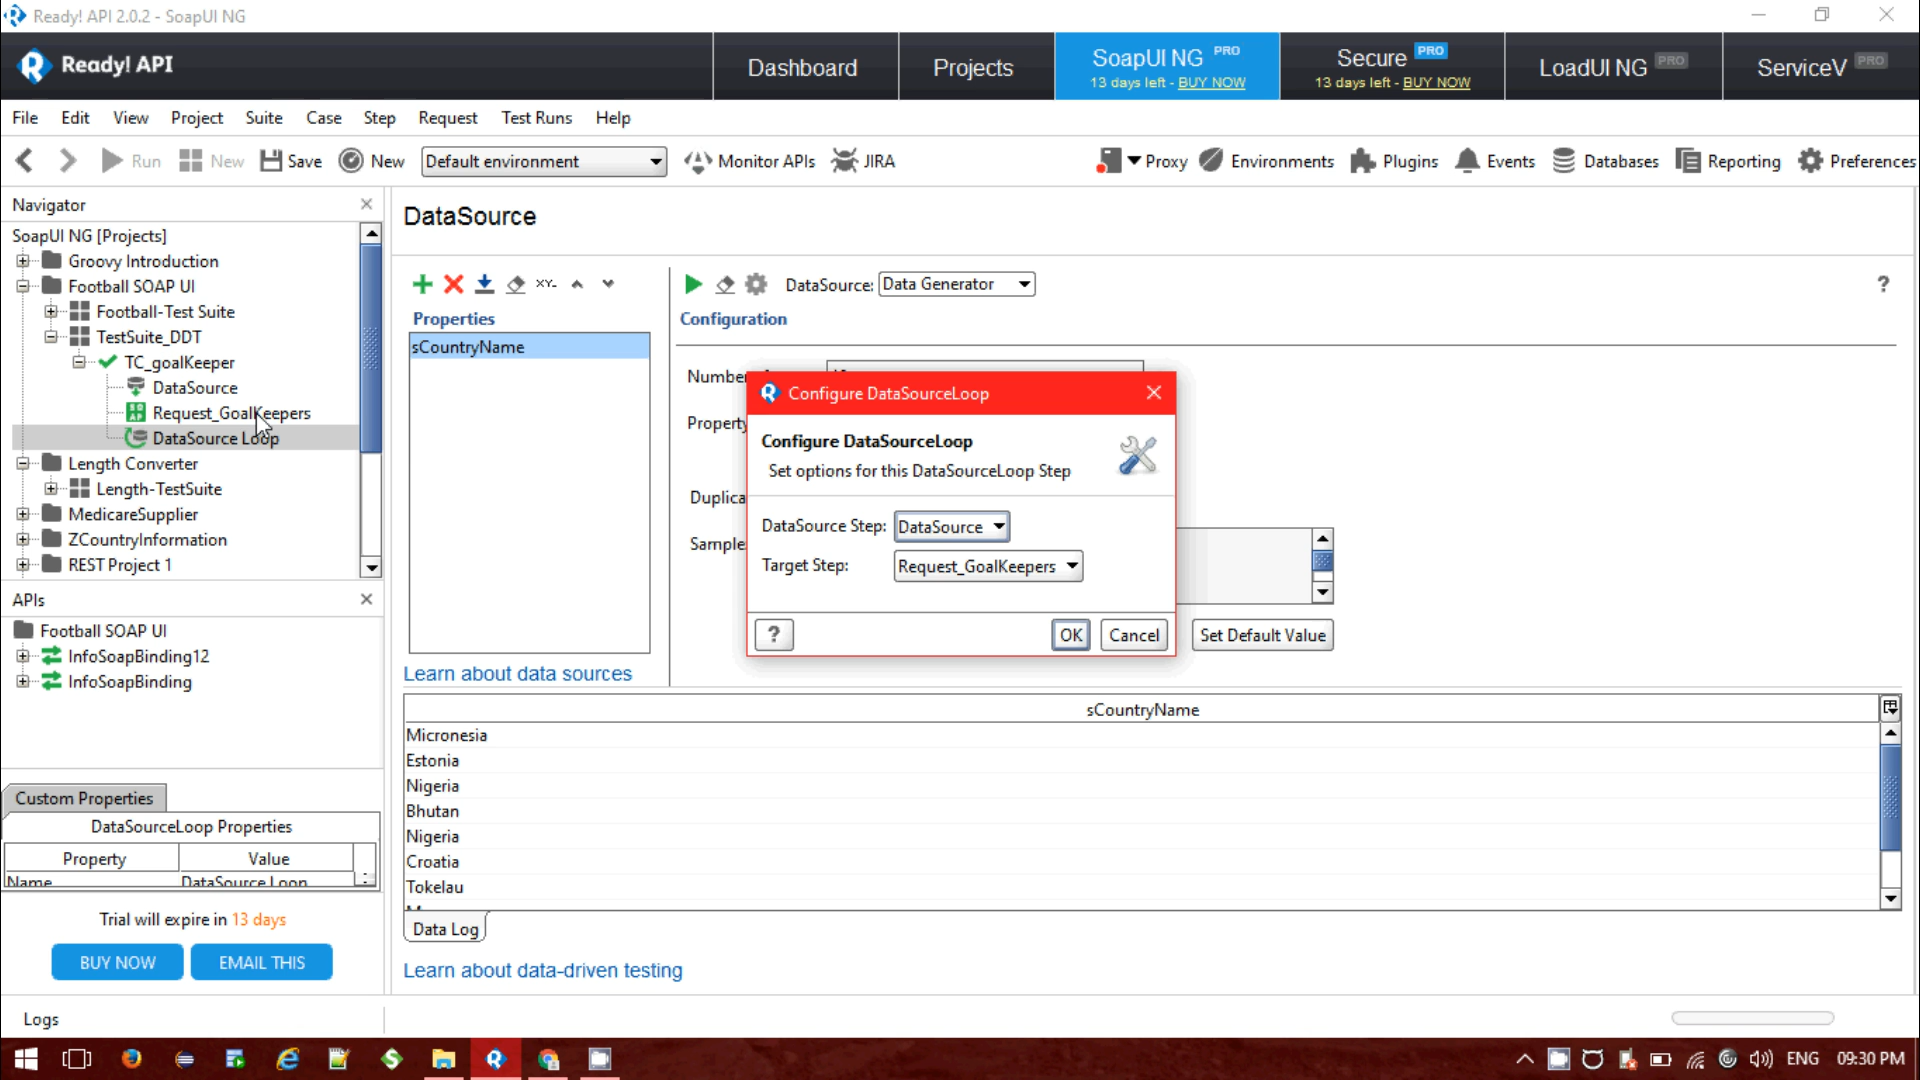 Ready! API 2.0.2 - SoapUI NG
Ready! API
Dashboard
Projects
SoapUI NG PRO
13 days left - BUY NOW
Secure PRO
13 days left - BUY NOW
LoadUI NG PRO
ServiceV PRO
File Edit View Project Suite Case Step Request Test Runs Help
Run New Save New Default environment Monitor APIs JIRA Proxy Environments Plugins Events Databases Reporting Preferences
Navigator
SoapUI NG [Projects]
Groovy Introduction
Football SOAP UI
Football-Test Suite
TestSuite_DDT
TC_goalKeeper
DataSource
Request_GoalKeepers
DataSource Loop
Length Converter
Length-TestSuite
MedicareSupplier
ZCountryInformation
REST Project 1
APIs
Football SOAP UI
InfoSoapBinding12
InfoSoapBinding
Custom Properties
DataSourceLoop Properties
Property Value
Name DataSource Loop
Trial will expire in 13 days
BUY NOW EMAIL THIS
Logs
DataSource
XY-
Properties
sCountryName
Learn about data sources
DataSource: Data Generator
?
Configuration
Number
Property
Duplica
Sample
Set Default Value
Configure DataSourceLoop
Configure DataSourceLoop
Set options for this DataSourceLoop Step
DataSource Step: DataSource
Target Step: Request_GoalKeepers
? OK Cancel
sCountryName
Micronesia
Estonia
Nigeria
Bhutan
Nigeria
Croatia
Tokelau
Data Log
Learn about data-driven testing
ENG 09:30 PM